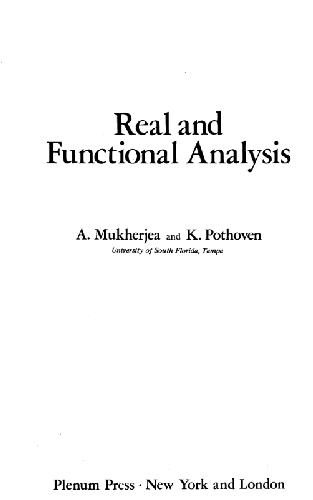 Real and
Functional Analysis
A. Mukherjea and K. Pothoven
University of South Florida, Tampa
Plenum Press · New York and London